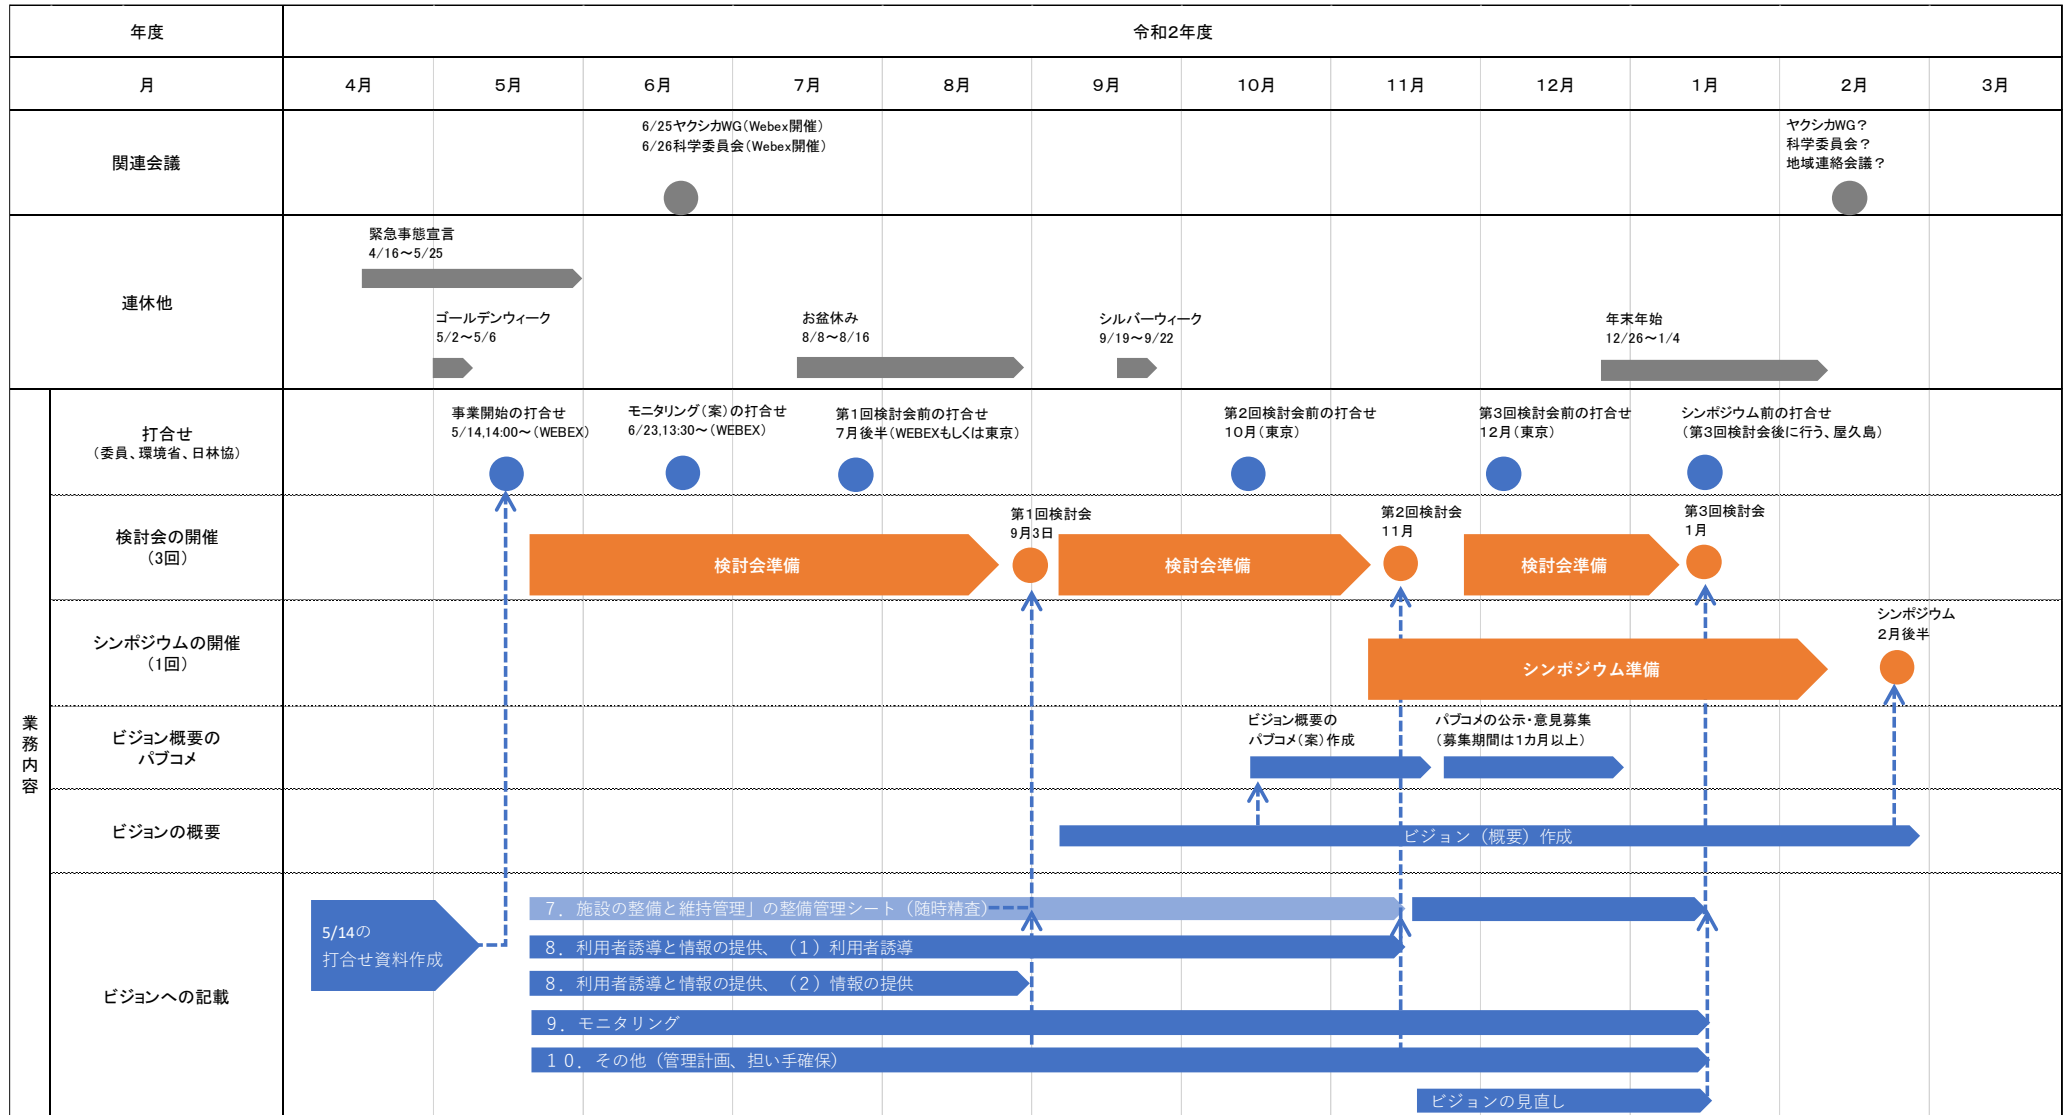 年度
令和2年度
月
4月
5月
6月
7月
8月
9月
10月
11月
12月
1月
2月
3月
関連会議
6/25ヤクシカWG(Webex開催)
6/26科学委員会(Webex開催)
ヤクシカWG?
科学委員会?
地域連絡会議?
連休他
緊急事態宣言
4/16～5/25
ゴールデンウィーク
5/2～5/6
お盆休み
8/8～8/16
シルバーウィーク
9/19～9/22
年末年始
12/26～1/4
業務内容
打合せ
(委員、環境省、日林協)
事業開始の打合せ
5/14,14:00～(WEBEX)
モニタリング(案)の打合せ
6/23,13:30～(WEBEX)
第1回検討会前の打合せ
7月後半(WEBEXもしくは東京)
第2回検討会前の打合せ
10月(東京)
第3回検討会前の打合せ
12月(東京)
シンポジウム前の打合せ
(第3回検討会後に行う、屋久島)
検討会の開催
(3回)
検討会準備
第1回検討会
9月3日
検討会準備
第2回検討会
11月
検討会準備
第3回検討会
1月
シンポジウムの開催
(1回)
シンポジウム準備
シンポジウム
2月後半
ビジョン概要の
パブコメ
ビジョン概要の
パブコメ(案)作成
パブコメの公示・意見募集
(募集期間は1カ月以上)
ビジョンの概要
ビジョン（概要）作成
ビジョンへの記載
5/14の
打合せ資料作成
７．施設の整備と維持管理」の整備管理シート（随時精査）
８．利用者誘導と情報の提供、（１）利用者誘導
８．利用者誘導と情報の提供、（２）情報の提供
９．モニタリング
１０．その他（管理計画、担い手確保）
ビジョンの見直し